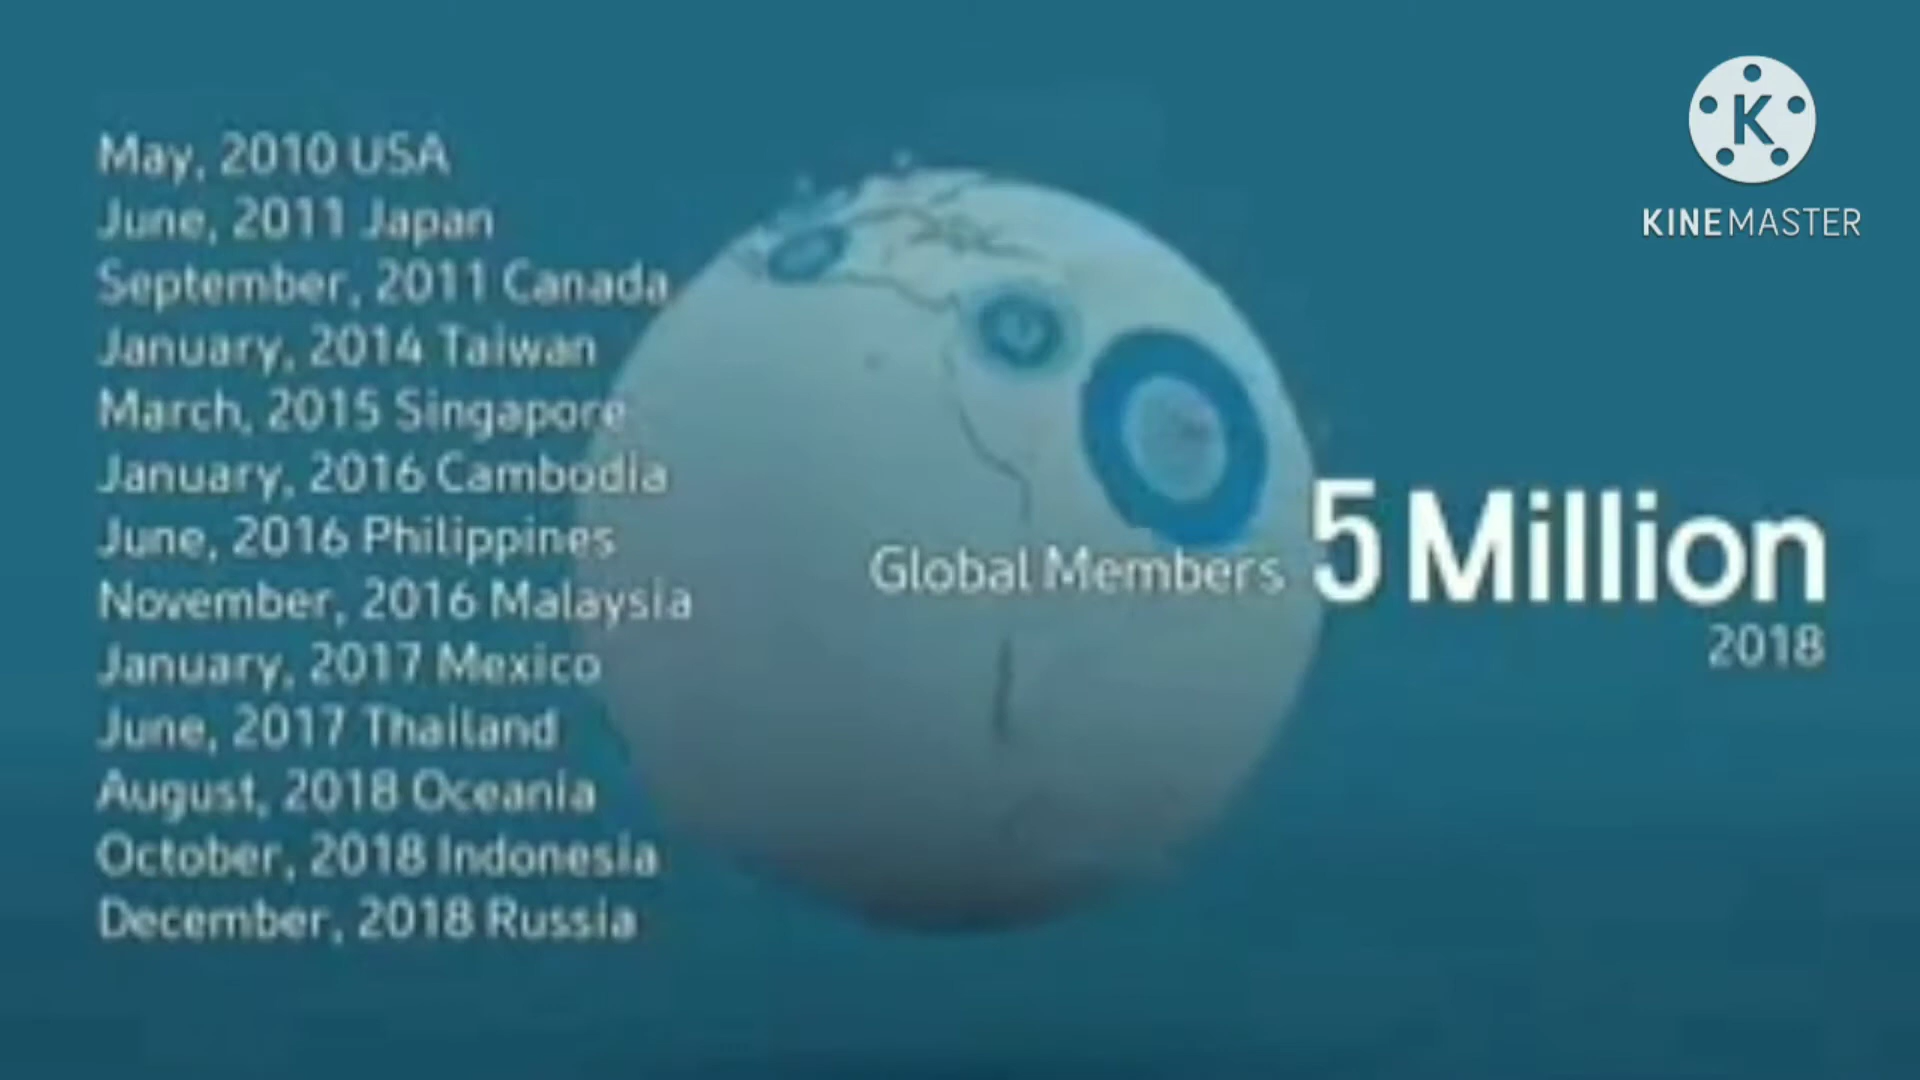 May, 2010 USA
June, 2011 Japan
September, 2011 Canada
January, 2014 Taiwan
March, 2015 Singapore
January, 2016 Cambodia
June, 2016 Philippines
November, 2016 Malaysia
January, 2017 Mexico
June, 2017 Thailand
August, 2018 Oceania
October, 2018 Indonesia
December, 2018 Russia
Global Members 5 Million
2018
K
KINEMASTER